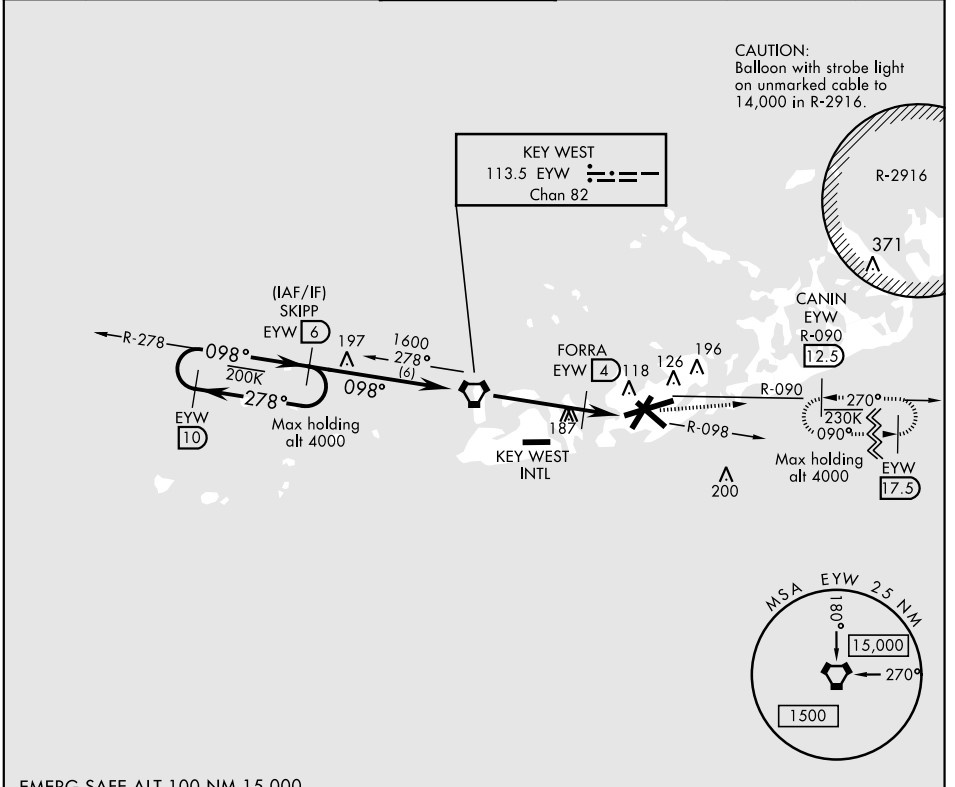 CAUTION:
Balloon with strobe light
on unmarked cable to
14,000 in R-2916.
R-2916
371
KEY WEST
113.5 EYW
Chan 82
(IAF/IF)
SKIPP
EYW 6
R-278
098°
200K
278°
EYW
10
Max holding
alt 4000
197
1600
278°
(6)
098°
FORRA
EYW 4
118
126
196
187
KEY WEST
INTL
R-090
R-098
200
CANIN
EYW
R-090
12.5
270°
230K
090°
Max holding
alt 4000
EYW
17.5
MSA EYW 25 NM
180°
15,000
270°
1500
EMERG SAFE ALT 100 NM 15,000